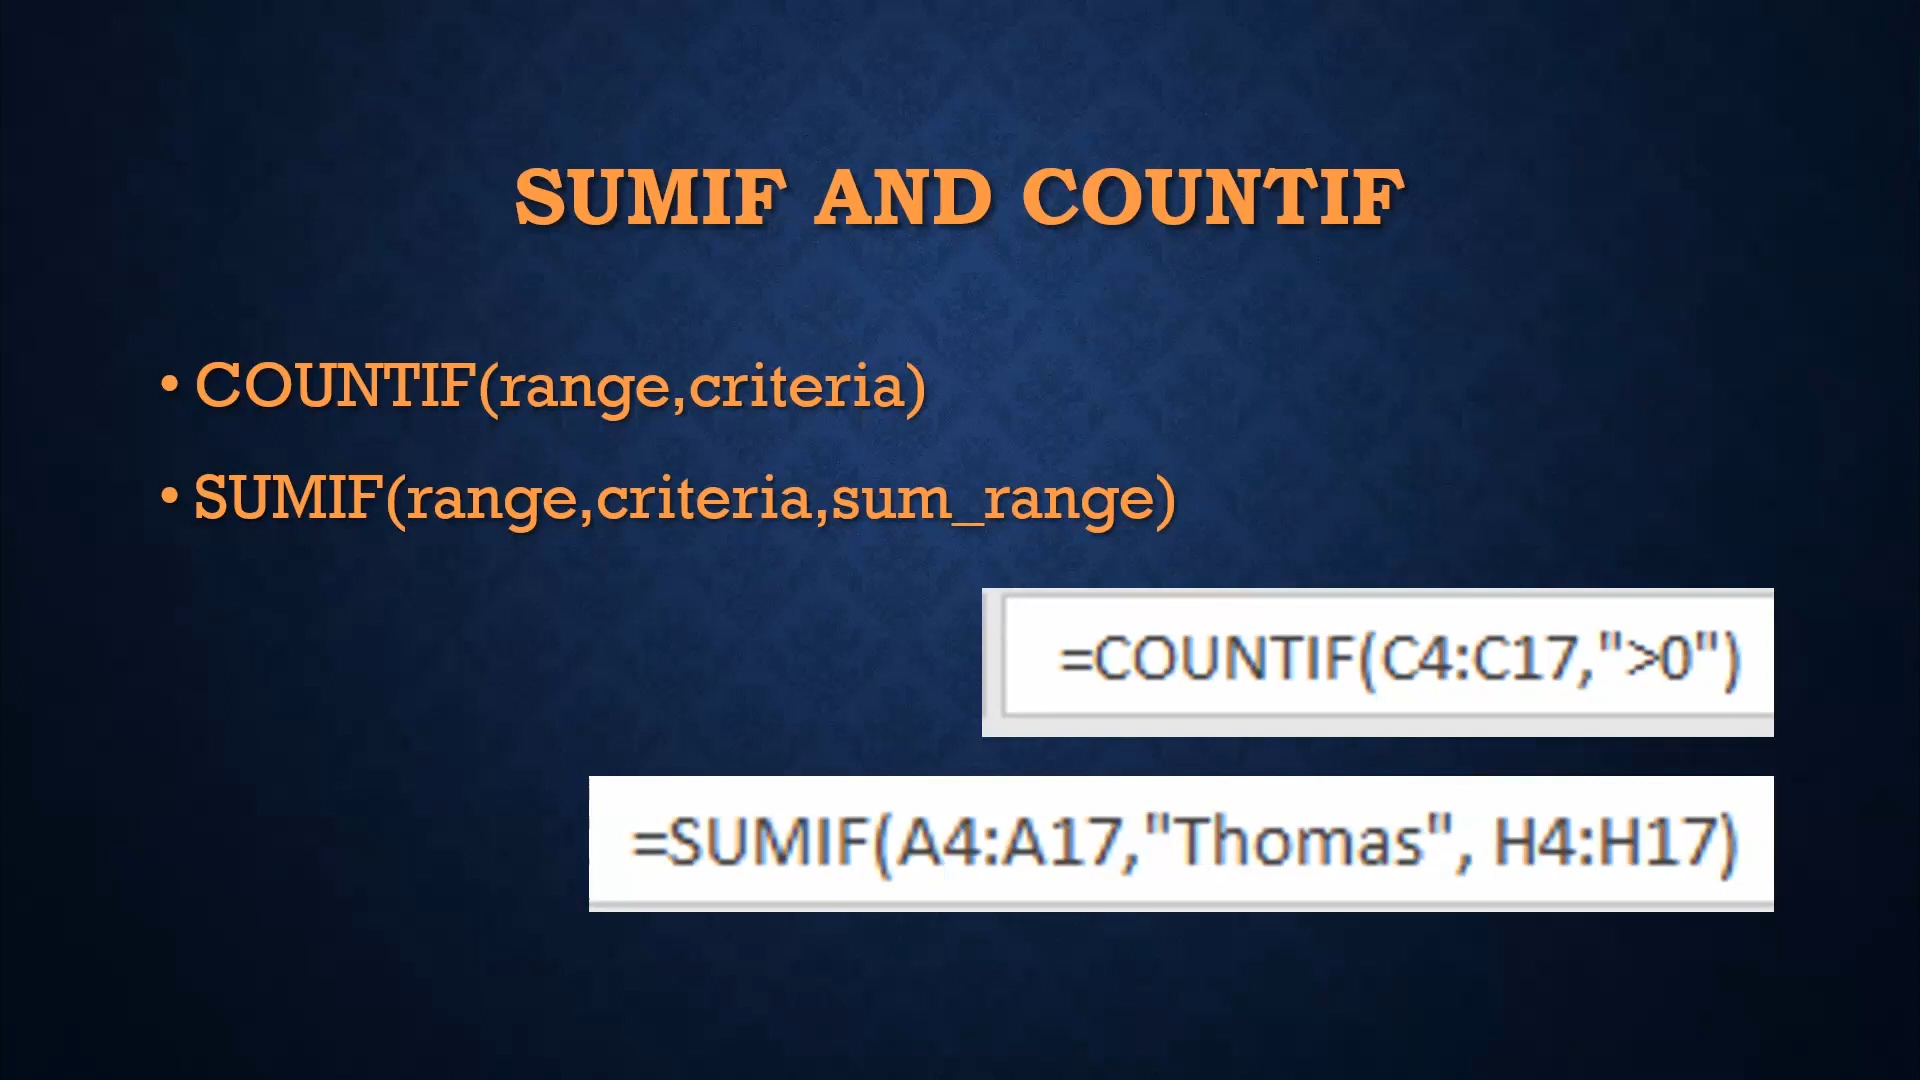 SUMIF AND COUNTIF
• COUNTIF(range,criteria)
• SUMIF(range,criteria,sum_range)
=COUNTIF(C4:C17,">0")
=SUMIF(A4:A17,"Thomas", H4:H17)